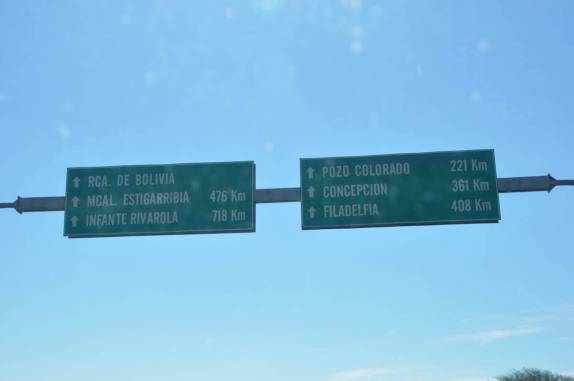 RCA. DE BOLIVIA
MCAL. ESTIGARRIBIA 476 Km
INFANTE RIVAROLA 718 Km
POZO COLORADO 221 Km
CONCEPCION 361 Km
FILADELFIA 408 Km